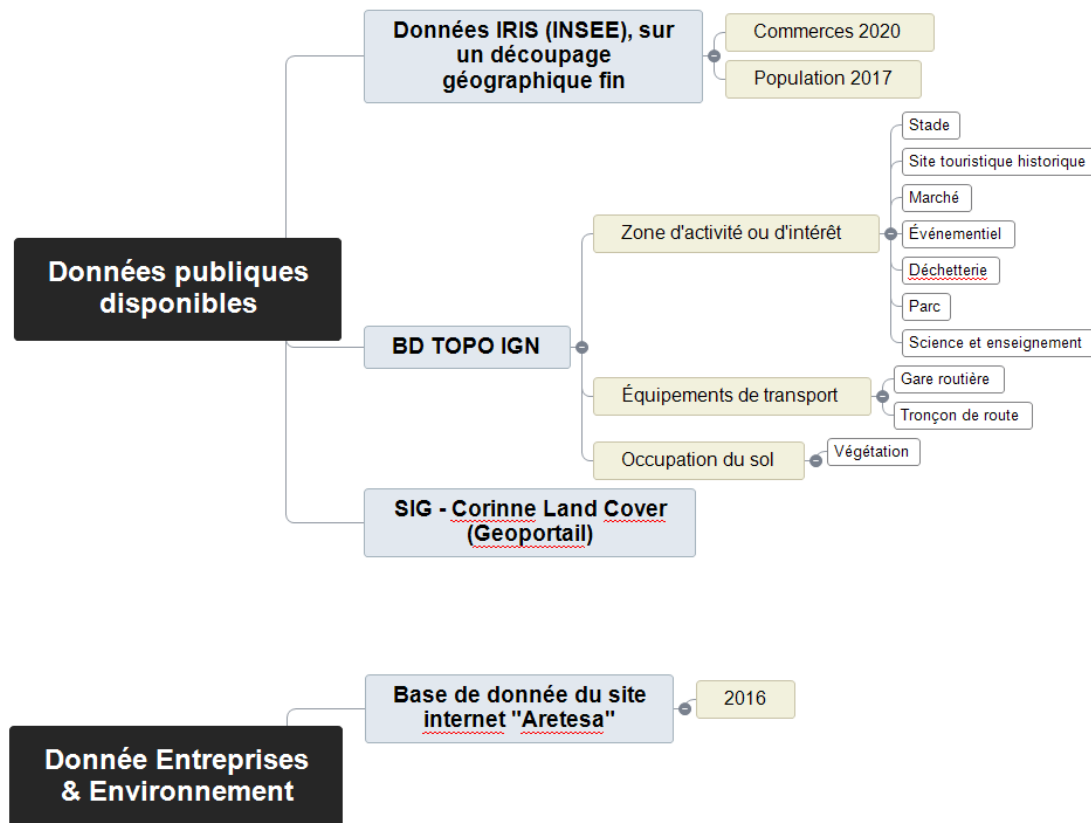 Données IRIS (INSEE), sur
un découpage
géographique fin
Commerces 2020
Population 2017
Stade
Site touristique historique
Marché
Zone d'activité ou d'intérêt
Événementiel
Données publiques
disponibles
Déchetterie
Parc
BD TOPO IGN
Science et enseignement
Équipements de transport
Gare routière
Tronçon de route
Occupation du sol
Végétation
SIG - Corinne Land Cover
(Geoportail)
Base de donnée du site
internet "Aretesa"
2016
Donnée Entreprises
& Environnement